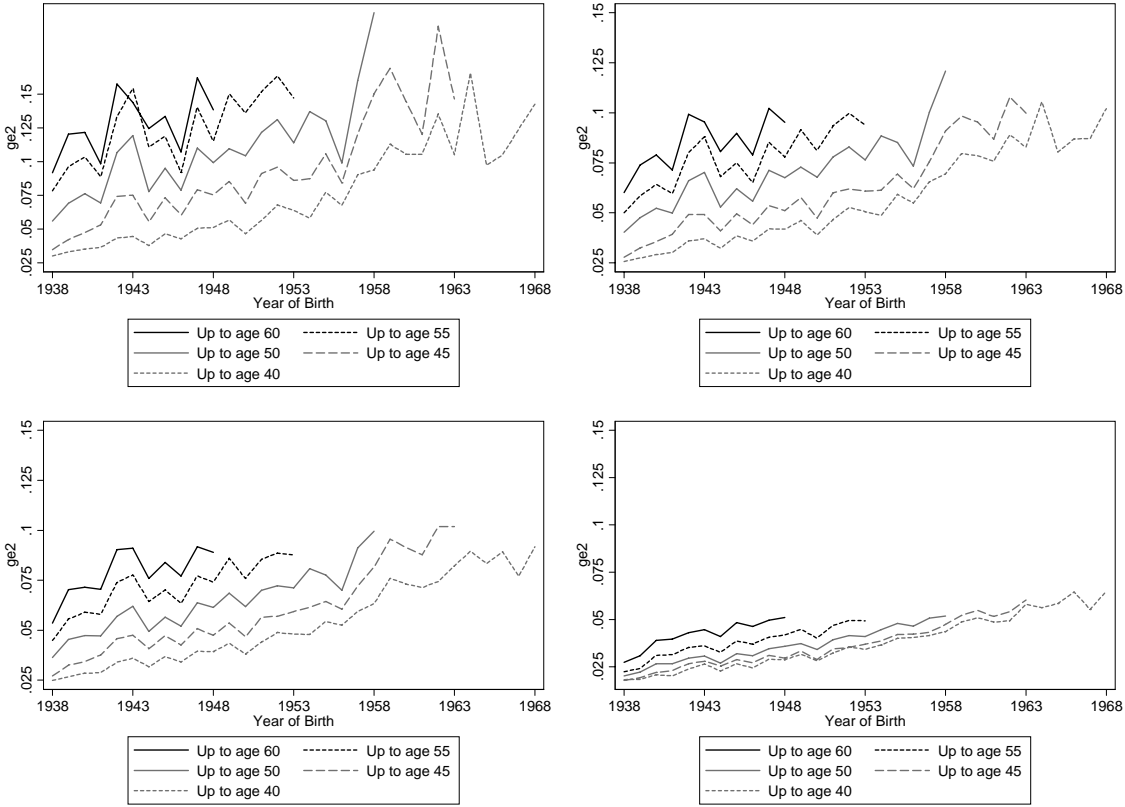 .15
.125
.1
.075
.05
.025
ge2
1938 1943 1948 1953 1958 1963 1968
Year of Birth
Up to age 60 Up to age 55
Up to age 50 Up to age 45
Up to age 40
.15
.125
.1
.075
.05
.025
ge2
1938 1943 1948 1953 1958 1963 1968
Year of Birth
Up to age 60 Up to age 55
Up to age 50 Up to age 45
Up to age 40
.15
.125
.1
.075
.05
.025
ge2
1938 1943 1948 1953 1958 1963 1968
Year of Birth
Up to age 60 Up to age 55
Up to age 50 Up to age 45
Up to age 40
.15
.125
.1
.075
.05
.025
ge2
1938 1943 1948 1953 1958 1963 1968
Year of Birth
Up to age 60 Up to age 55
Up to age 50 Up to age 45
Up to age 40